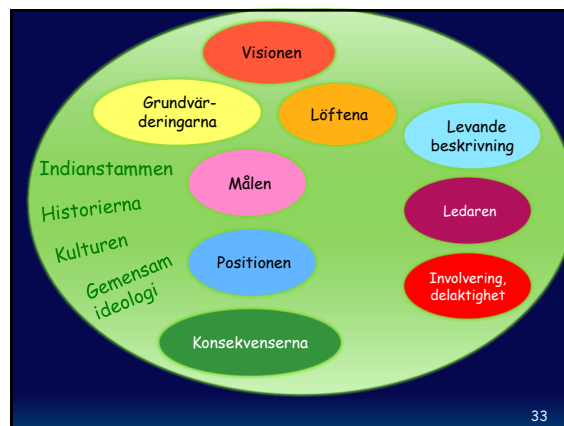 Visionen
Grundvär-
deringarna
Löftena
Levande
beskrivning
Indianstammen
Målen
Historierna
Ledaren
Kulturen
Positionen
Gemensam
ideologi
Involvering,
delaktighet
Konsekvenserna
33